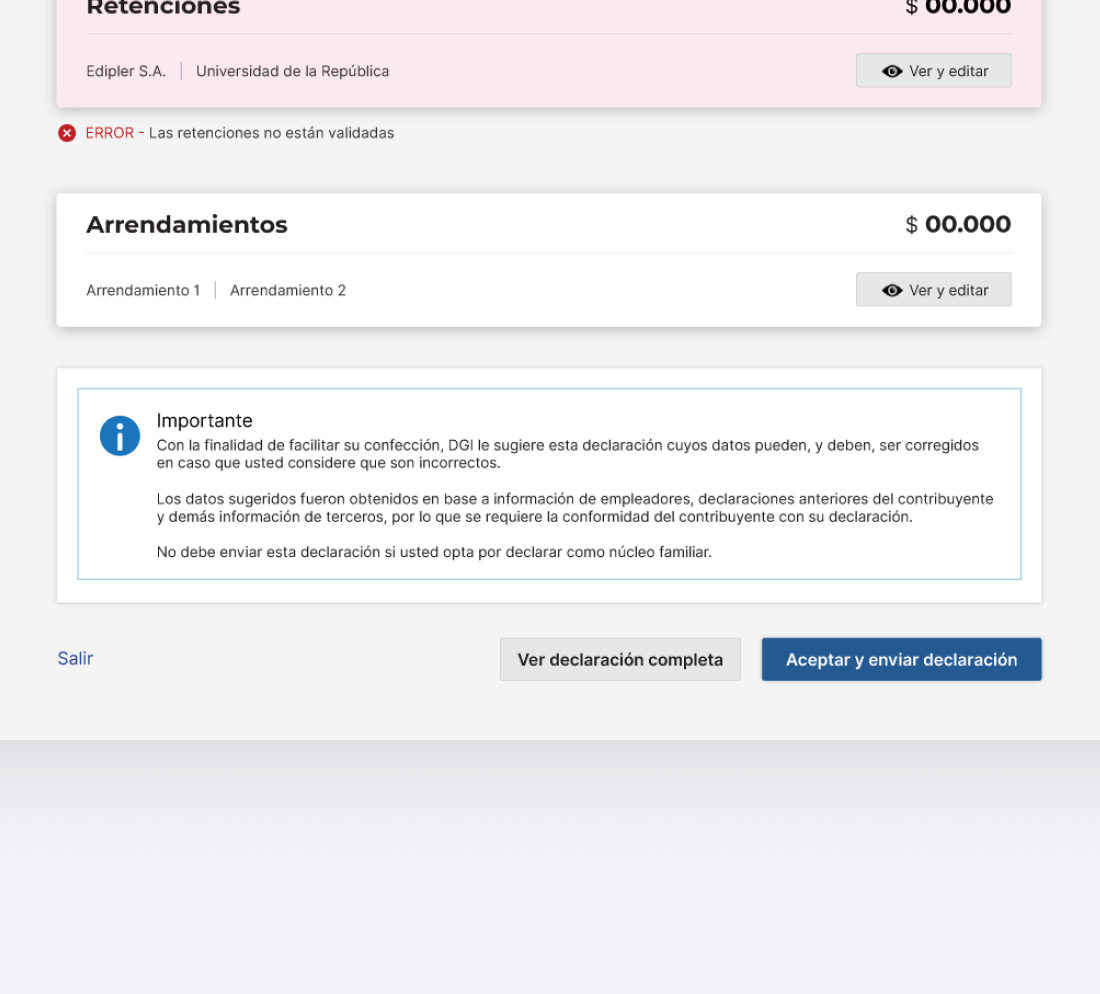 Retenciones $ 00.000
Edipler S.A. | Universidad de la República Ver y editar
ERROR - Las retenciones no están validadas
Arrendamientos $ 00.000
Arrendamiento 1 | Arrendamiento 2 Ver y editar
Importante
Con la finalidad de facilitar su confección, DGI le sugiere esta declaración cuyos datos pueden, y deben, ser corregidos
en caso que usted considere que son incorrectos.
Los datos sugeridos fueron obtenidos en base a información de empleadores, declaraciones anteriores del contribuyente
y demás información de terceros, por lo que se requiere la conformidad del contribuyente con su declaración.
No debe enviar esta declaración si usted opta por declarar como núcleo familiar.
Salir Ver declaración completa Aceptar y enviar declaración